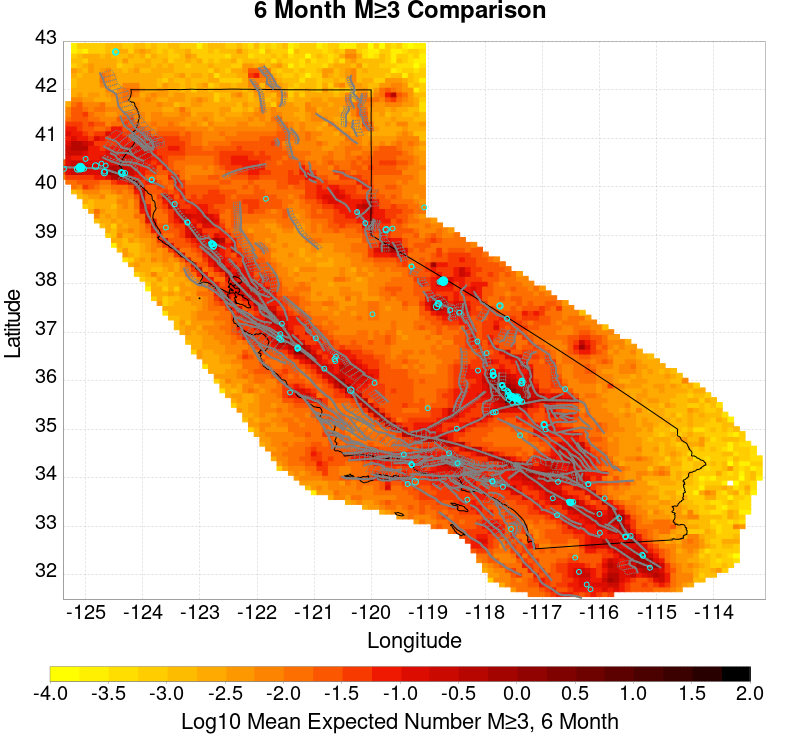 6 Month M≥3 Comparison
43
42
41
40
39
38
37
36
35
34
33
32
Latitude
-125 -124 -123 -122 -121 -120 -119 -118 -117 -116 -115 -114
Longitude
-4.0 -3.5 -3.0 -2.5 -2.0 -1.5 -1.0 -0.5 0.0 0.5 1.0 1.5 2.0
Log10 Mean Expected Number M≥3, 6 Month